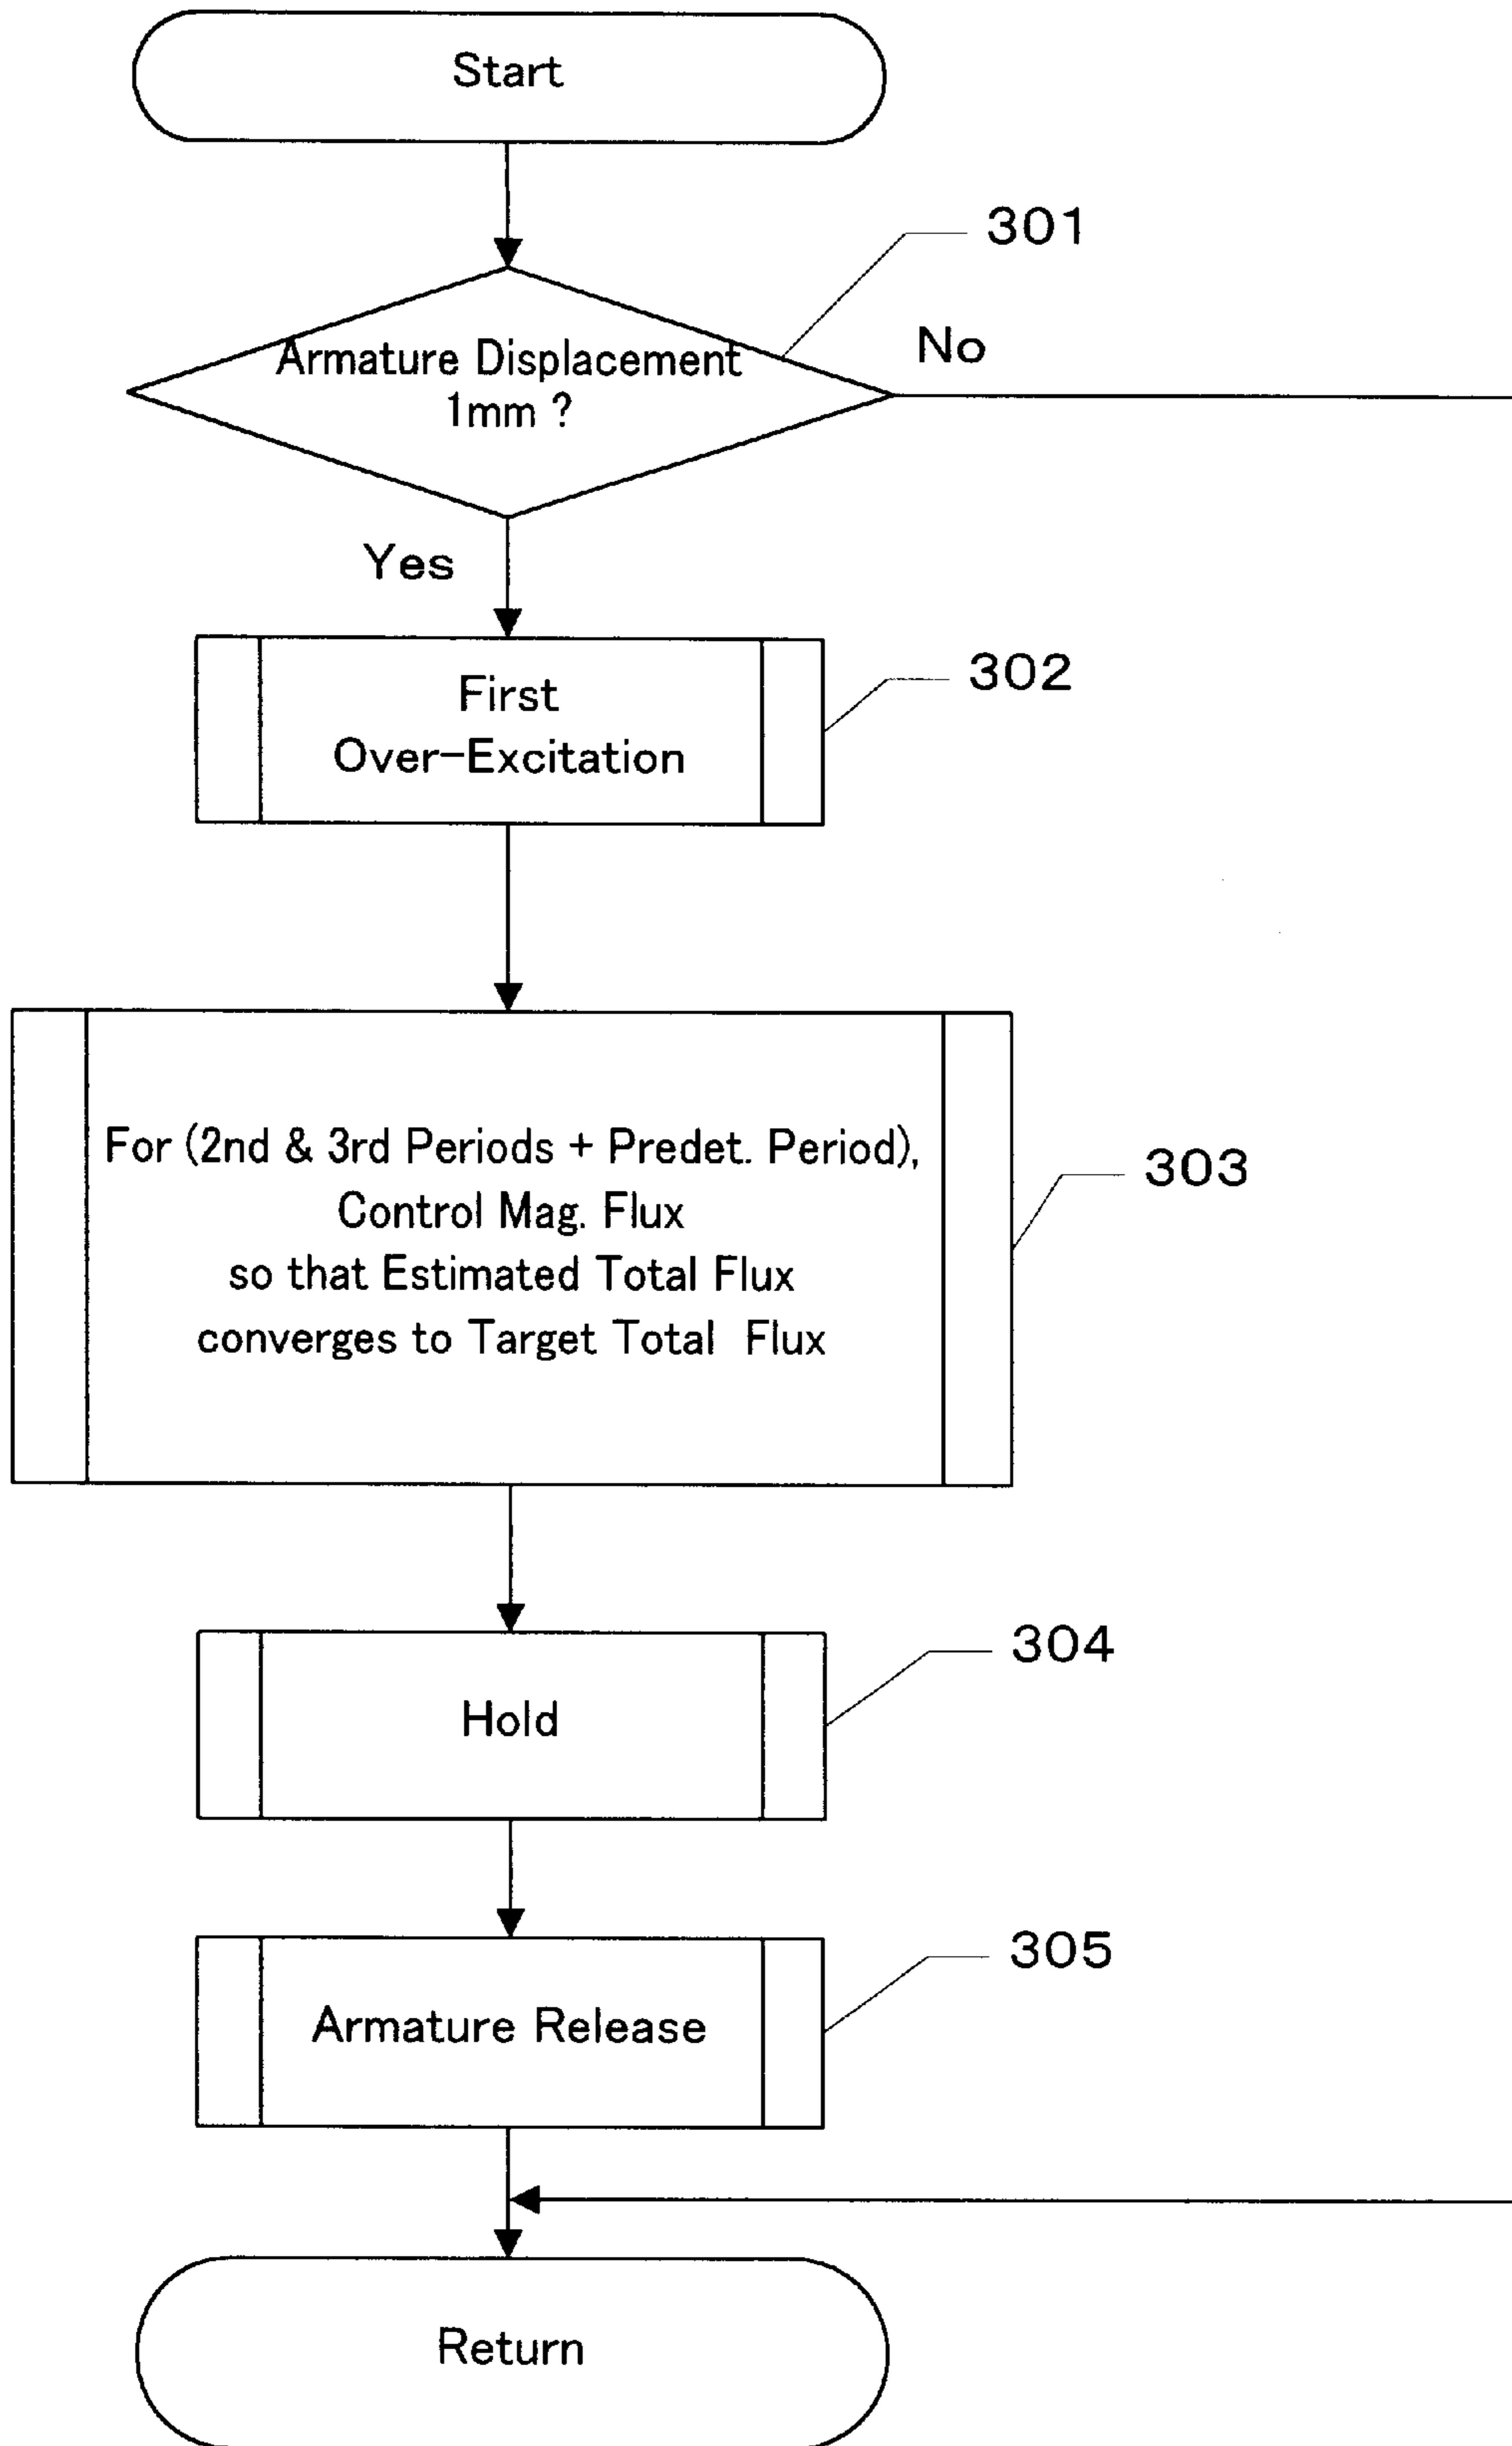 Start
301
Armature Displacement
1mm ?
No
Yes
302
First
Over-Excitation
For (2nd & 3rd Periods + Predet. Period),
Control Mag. Flux
so that Estimated Total Flux
converges to Target Total Flux
303
304
Hold
305
Armature Release
Return